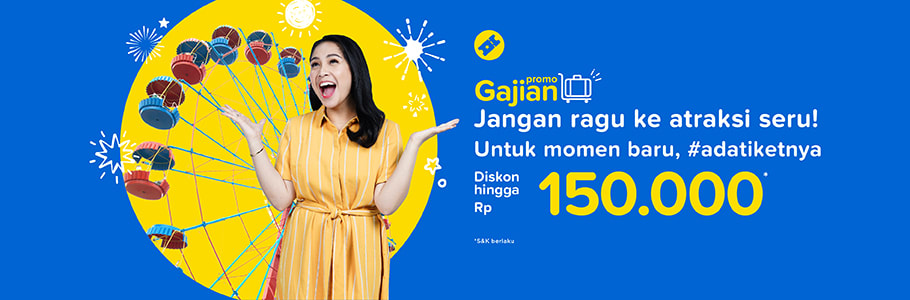 promo
Gajian
Jangan ragu ke atraksi seru!
Untuk momen baru, #adatiketnya
Diskon
hingga
Rp
150.000*
*S&K berlaku